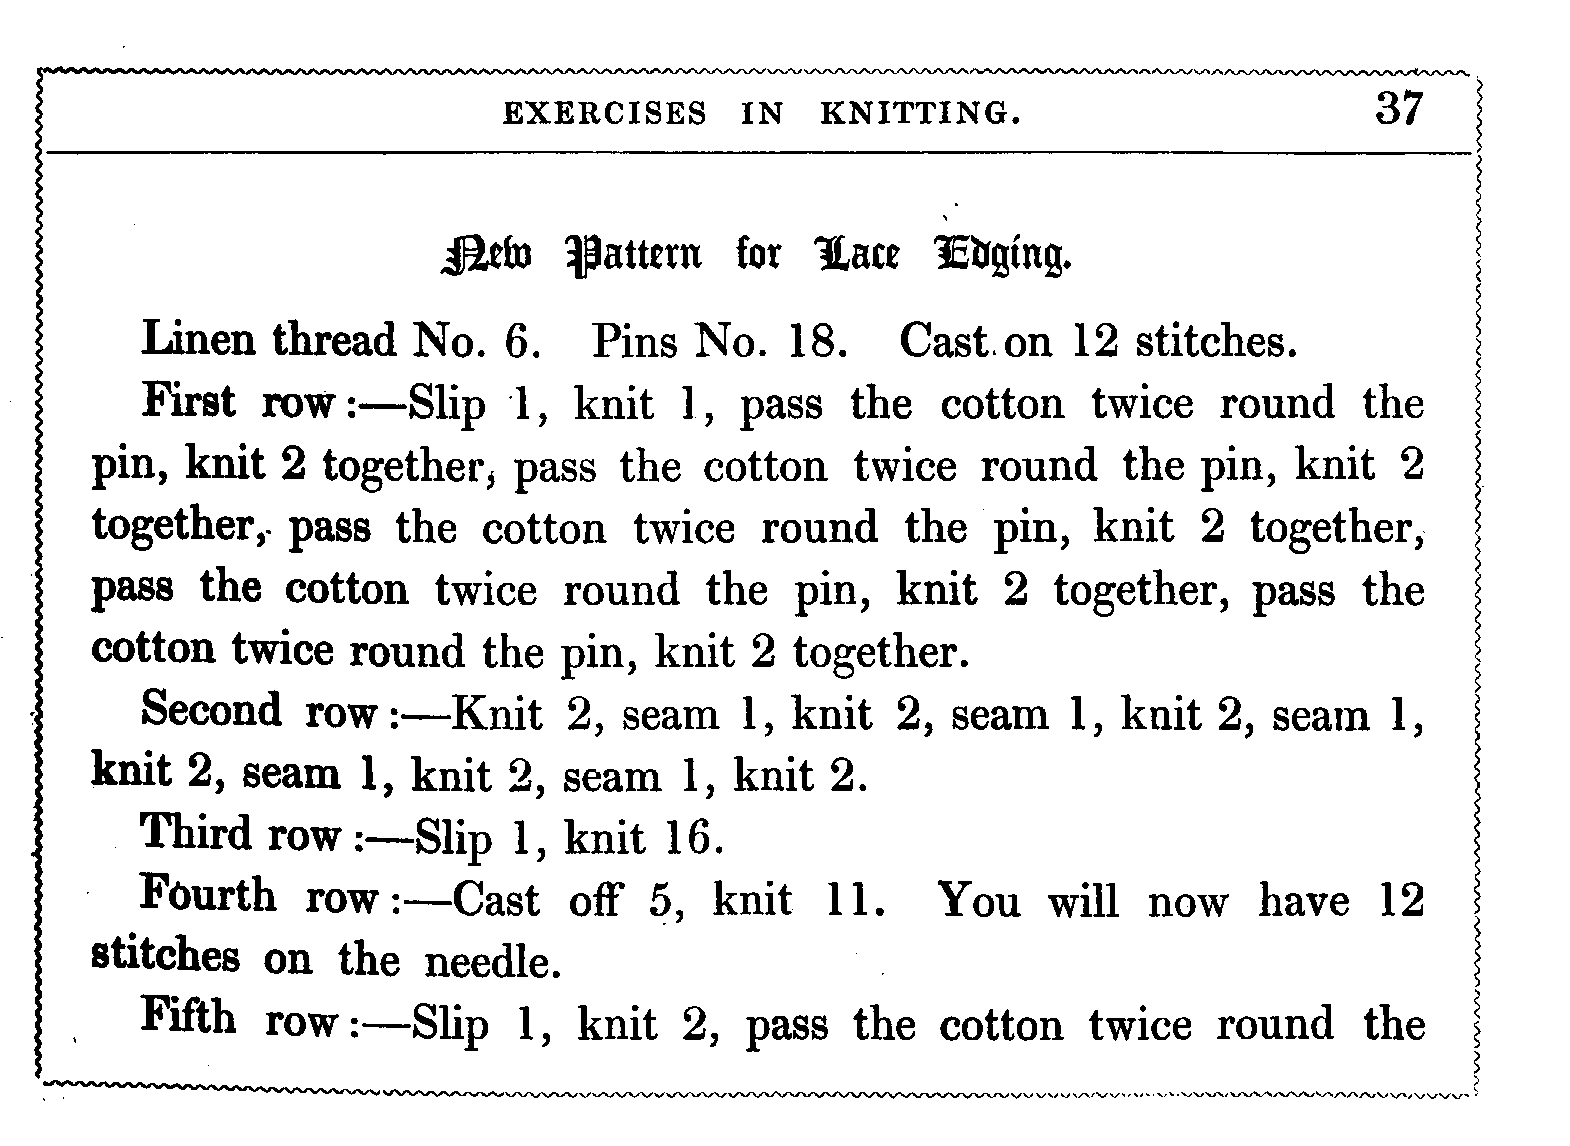 EXERCISES IN KNITTING. 37
New Pattern for Lace Edging.
Linen thread No. 6. Pins No. 18. Cast on 12 stitches.
First row:—Slip 1, knit 1, pass the cotton twice round the
pin, knit 2 together, pass the cotton twice round the pin, knit 2
together, pass the cotton twice round the pin, knit 2 together,
pass the cotton twice round the pin, knit 2 together, pass the
cotton twice round the pin, knit 2 together.
Second row:—Knit 2, seam 1, knit 2, seam 1, knit 2, seam 1,
knit 2, seam 1, knit 2, seam 1, knit 2.
Third row:—Slip 1, knit 16.
Fourth row:—Cast off 5, knit 11. You will now have 12
stitches on the needle.
Fifth row:—Slip 1, knit 2, pass the cotton twice round the